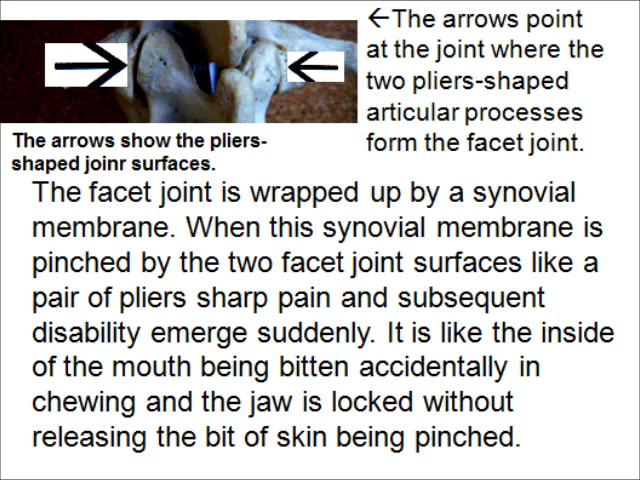 ←The arrows point
at the joint where the
two pliers-shaped
articular processes
form the facet joint.
The arrows show the pliers-
shaped joinr surfaces.
The facet joint is wrapped up by a synovial
membrane. When this synovial membrane is
pinched by the two facet joint surfaces like a
pair of pliers sharp pain and subsequent
disability emerge suddenly. It is like the inside
of the mouth being bitten accidentally in
chewing and the jaw is locked without
releasing the bit of skin being pinched.